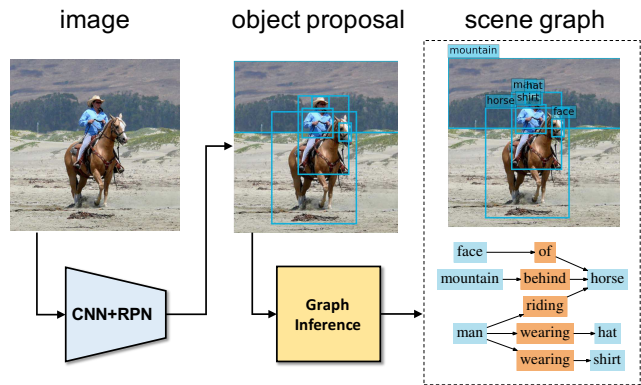 image
object proposal
scene graph
mountain
hat
shirt
horse
face
CNN+RPN
Graph
Inference
face
of
mountain
behind
horse
riding
man
wearing
hat
wearing
shirt